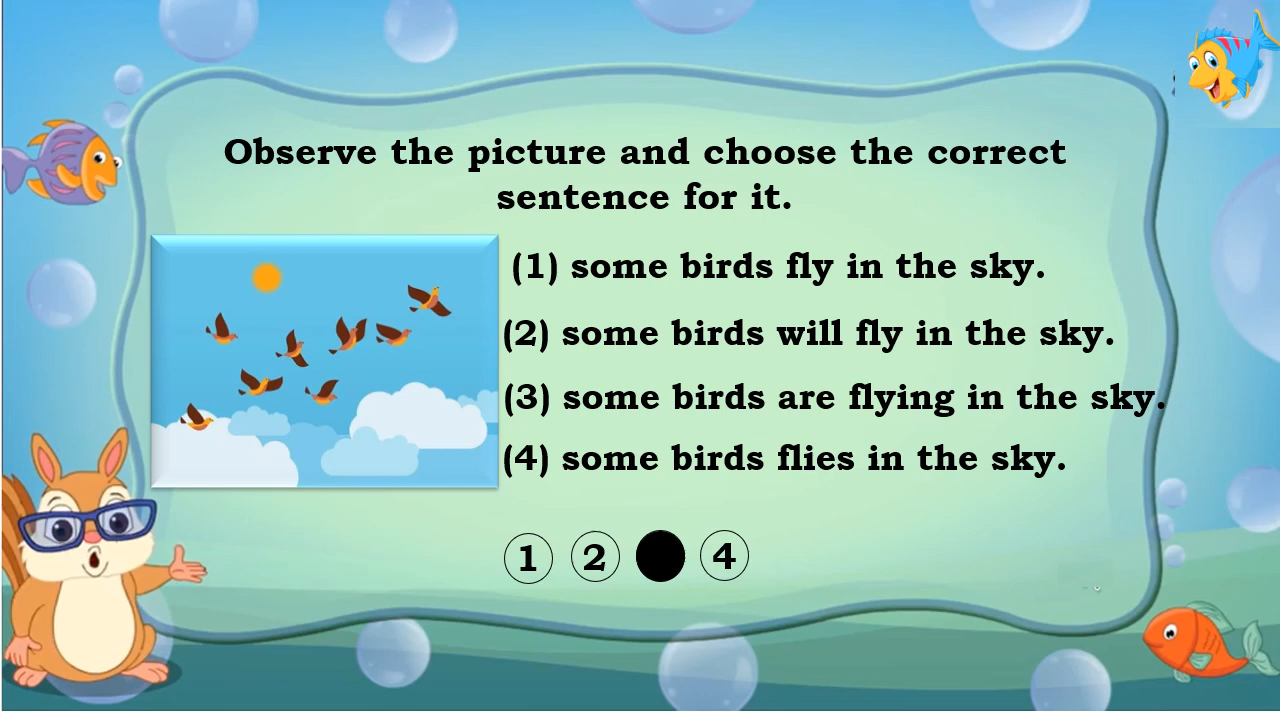 Observe the picture and choose the correct
sentence for it.
(1) some birds fly in the sky.
(2) some birds will fly in the sky.
(3) some birds are flying in the sky.
(4) some birds flies in the sky.
1 2 4